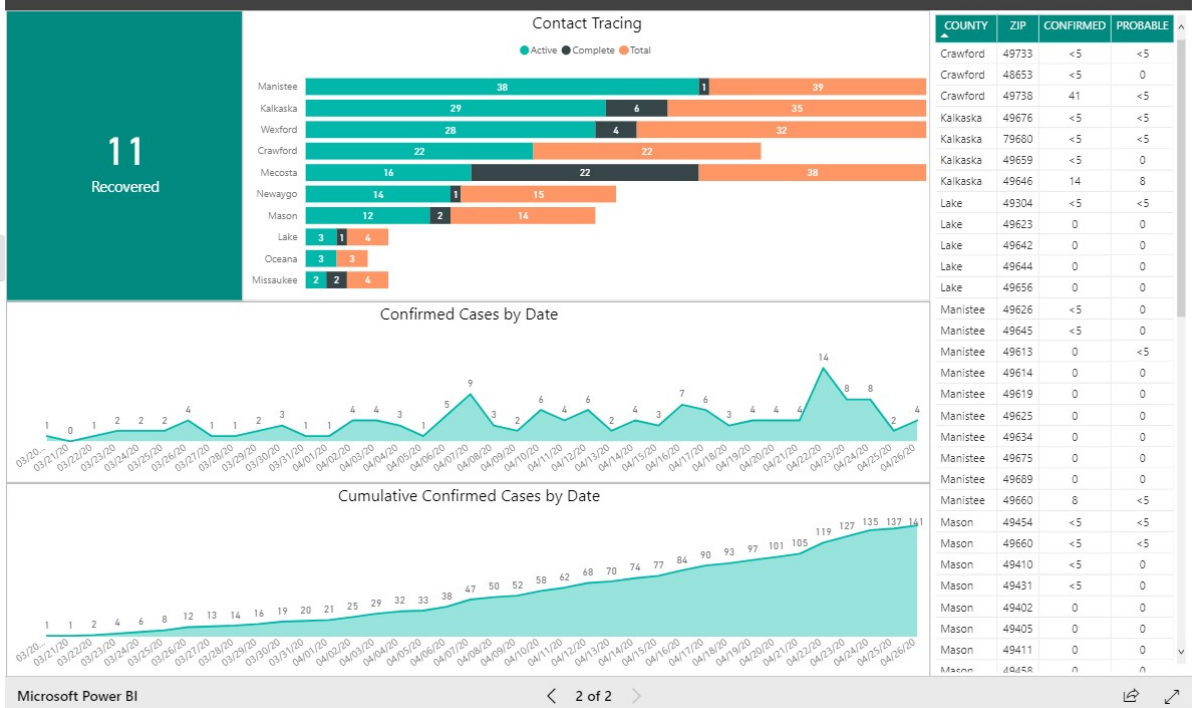 11
Recovered
Contact Tracing
Active Complete Total
Manistee 38 1 39
Kalkaska 29 6 35
Wexford 28 4 32
Crawford 22 22
Mecosta 16 22 38
Newaygo 14 1 15
Mason 12 2 14
Lake 3 1 4
Oceana 3 3
Missaukee 2 2 4
Confirmed Cases by Date
1 0 1 2 2 2 4 1 1 2 3 1 1 4 4 3 1 5 9 3 2 6 4 6 2 4 3 7 6 3 4 4 4 14 8 8 2 4
03/20... 03/21/20 03/22/20 03/23/20 03/24/20 03/25/20 03/26/20 03/27/20 03/28/20 03/29/20 03/30/20 03/31/20 04/01/20 04/02/20 04/03/20 04/04/20 04/05/20 04/06/20 04/07/20 04/08/20 04/09/20 04/10/20 04/11/20 04/12/20 04/13/20 04/14/20 04/15/20 04/16/20 04/17/20 04/18/20 04/19/20 04/20/20 04/21/20 04/22/20 04/23/20 04/24/20 04/25/20 04/26/20
Cumulative Confirmed Cases by Date
1 1 2 4 6 8 12 13 14 16 19 20 21 25 29 32 33 38 47 50 52 58 62 68 70 74 77 84 90 93 97 101 105 119 127 135 137 141
03/20... 03/21/20 03/22/20 03/23/20 03/24/20 03/25/20 03/26/20 03/27/20 03/28/20 03/29/20 03/30/20 03/31/20 04/01/20 04/02/20 04/03/20 04/04/20 04/05/20 04/06/20 04/07/20 04/08/20 04/09/20 04/10/20 04/11/20 04/12/20 04/13/20 04/14/20 04/15/20 04/16/20 04/17/20 04/18/20 04/19/20 04/20/20 04/21/20 04/22/20 04/23/20 04/24/20 04/25/20 04/26/20
COUNTY ZIP CONFIRMED PROBABLE
Crawford 49733 <5 <5
Crawford 48653 <5 0
Crawford 49738 41 <5
Kalkaska 49676 <5 <5
Kalkaska 79680 <5 <5
Kalkaska 49659 <5 0
Kalkaska 49646 14 8
Lake 49304 <5 <5
Lake 49623 0 0
Lake 49642 0 0
Lake 49644 0 0
Lake 49656 0 0
Manistee 49626 <5 0
Manistee 49645 <5 0
Manistee 49613 0 <5
Manistee 49614 0 0
Manistee 49619 0 0
Manistee 49625 0 0
Manistee 49634 0 0
Manistee 49675 0 0
Manistee 49689 0 0
Manistee 49660 8 <5
Mason 49454 <5 <5
Mason 49660 <5 <5
Mason 49410 <5 0
Mason 49431 <5 0
Mason 49402 0 0
Mason 49405 0 0
Mason 49411 0 0
Mason 49458 0 0
Microsoft Power BI
2 of 2